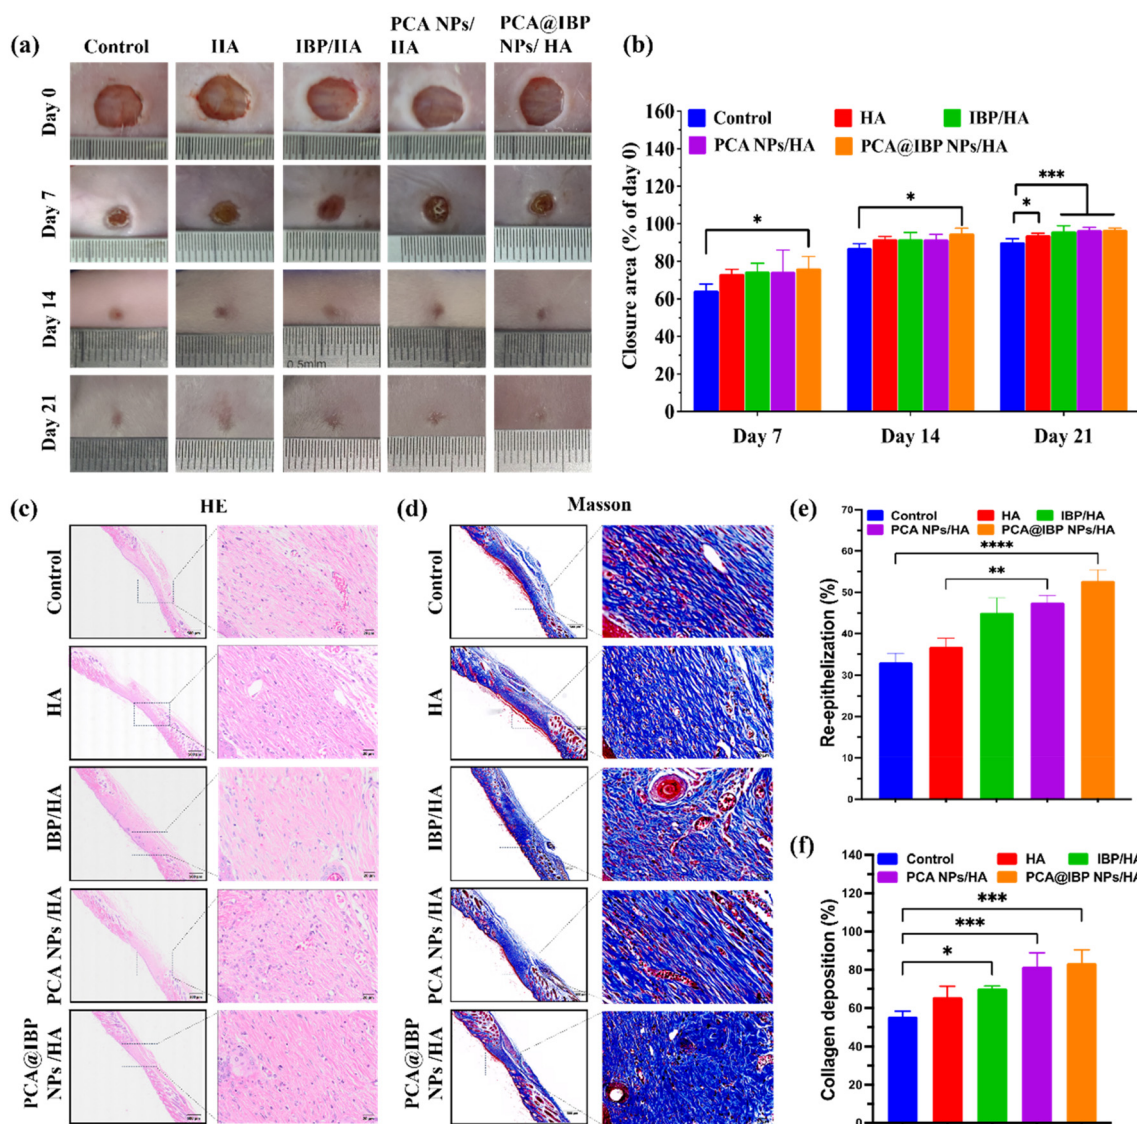 (a)
Control
IIA
IBP/IIA
PCA NPs/
IIA
PCA@IBP
NPs/ HA
Day 0
Day 7
Day 14
0.5mm
Day 21
(b)
Control
HA
IBP/HA
PCA NPs/HA
PCA@IBP NPs/HA
Closure area (% of day 0)
160
140
120
100
80
60
40
20
0
*
*
*
***
Day 7
Day 14
Day 21
(c)
HE
Control
HA
IBP/HA
PCA NPs /HA
PCA@IBP
NPs /HA
(d)
Masson
Control
HA
IBP/HA
PCA NPs /HA
PCA@IBP
NPs /HA
(e)
Control
HA
IBP/HA
PCA NPs/HA
PCA@IBP NPs/HA
Re-epithelization (%)
70
60
50
40
30
20
10
0
****
**
(f)
Control
HA
IBP/HA
PCA NPs/HA
PCA@IBP NPs/HA
Collagen deposition (%)
140
120
100
80
60
40
20
0
***
***
*